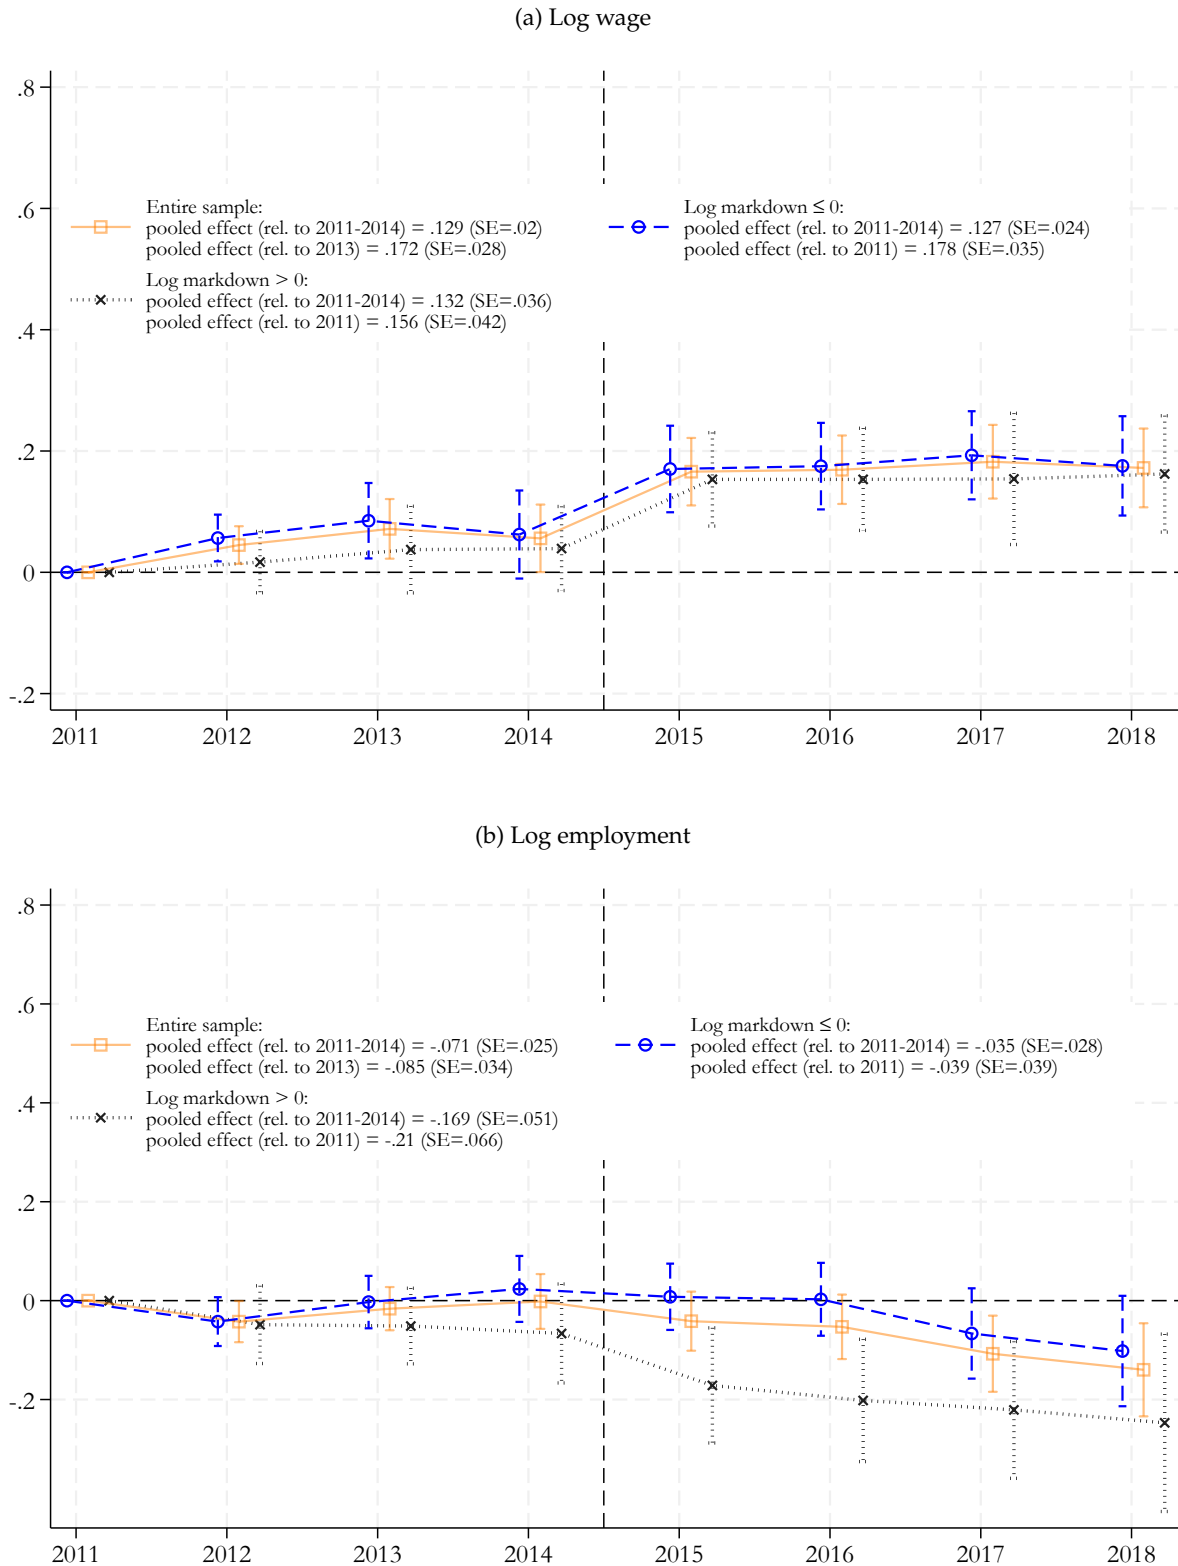 (a) Log wage
.8
.6
.4
.2
0
-.2
Entire sample:
pooled effect (rel. to 2011-2014) = .129 (SE=.02)
pooled effect (rel. to 2013) = .172 (SE=.028)
Log markdown > 0:
pooled effect (rel. to 2011-2014) = .132 (SE=.036)
pooled effect (rel. to 2011) = .156 (SE=.042)
Log markdown ≤ 0:
pooled effect (rel. to 2011-2014) = .127 (SE=.024)
pooled effect (rel. to 2011) = .178 (SE=.035)
2011 2012 2013 2014 2015 2016 2017 2018
(b) Log employment
.8
.6
.4
.2
0
-.2
Entire sample:
pooled effect (rel. to 2011-2014) = -.071 (SE=.025)
pooled effect (rel. to 2013) = -.085 (SE=.034)
Log markdown > 0:
pooled effect (rel. to 2011-2014) = -.169 (SE=.051)
pooled effect (rel. to 2011) = -.21 (SE=.066)
Log markdown ≤ 0:
pooled effect (rel. to 2011-2014) = -.035 (SE=.028)
pooled effect (rel. to 2011) = -.039 (SE=.039)
2011 2012 2013 2014 2015 2016 2017 2018